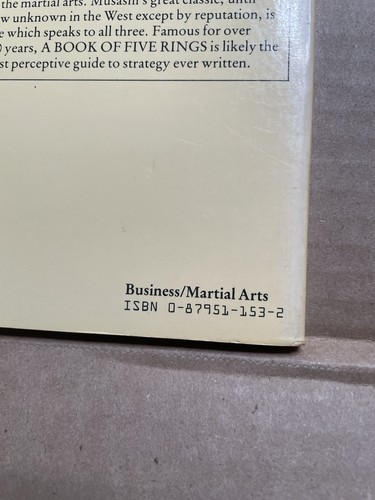 the martial arts. Musashi's great classic, until
w unknown in the West except by reputation, is
e which speaks to all three. Famous for over
years, A BOOK OF FIVE RINGS is likely the
st perceptive guide to strategy ever written.
Business/Martial Arts
ISBN 0-87951-153-2